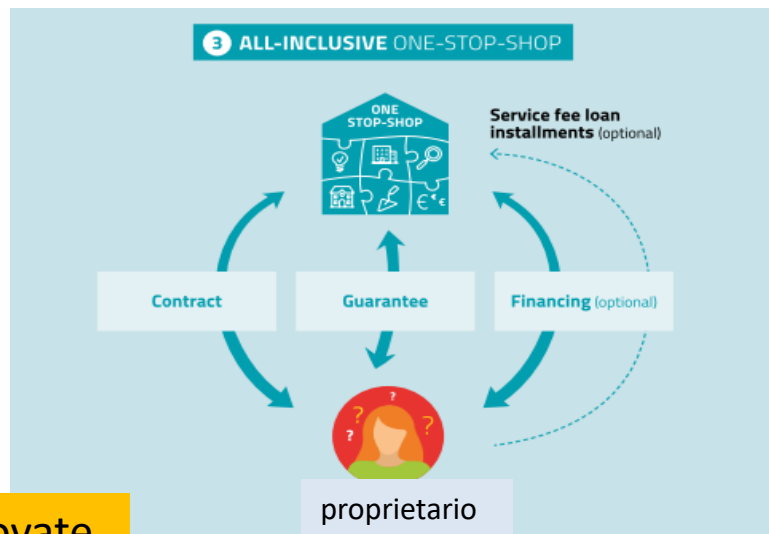 3 ALL-INCLUSIVE ONE-STOP-SHOP
ONE
STOP-SHOP
€ € €
Service fee loan
installments (optional)
Contract
Guarantee
Financing (optional)
? ? ? ?
proprietario